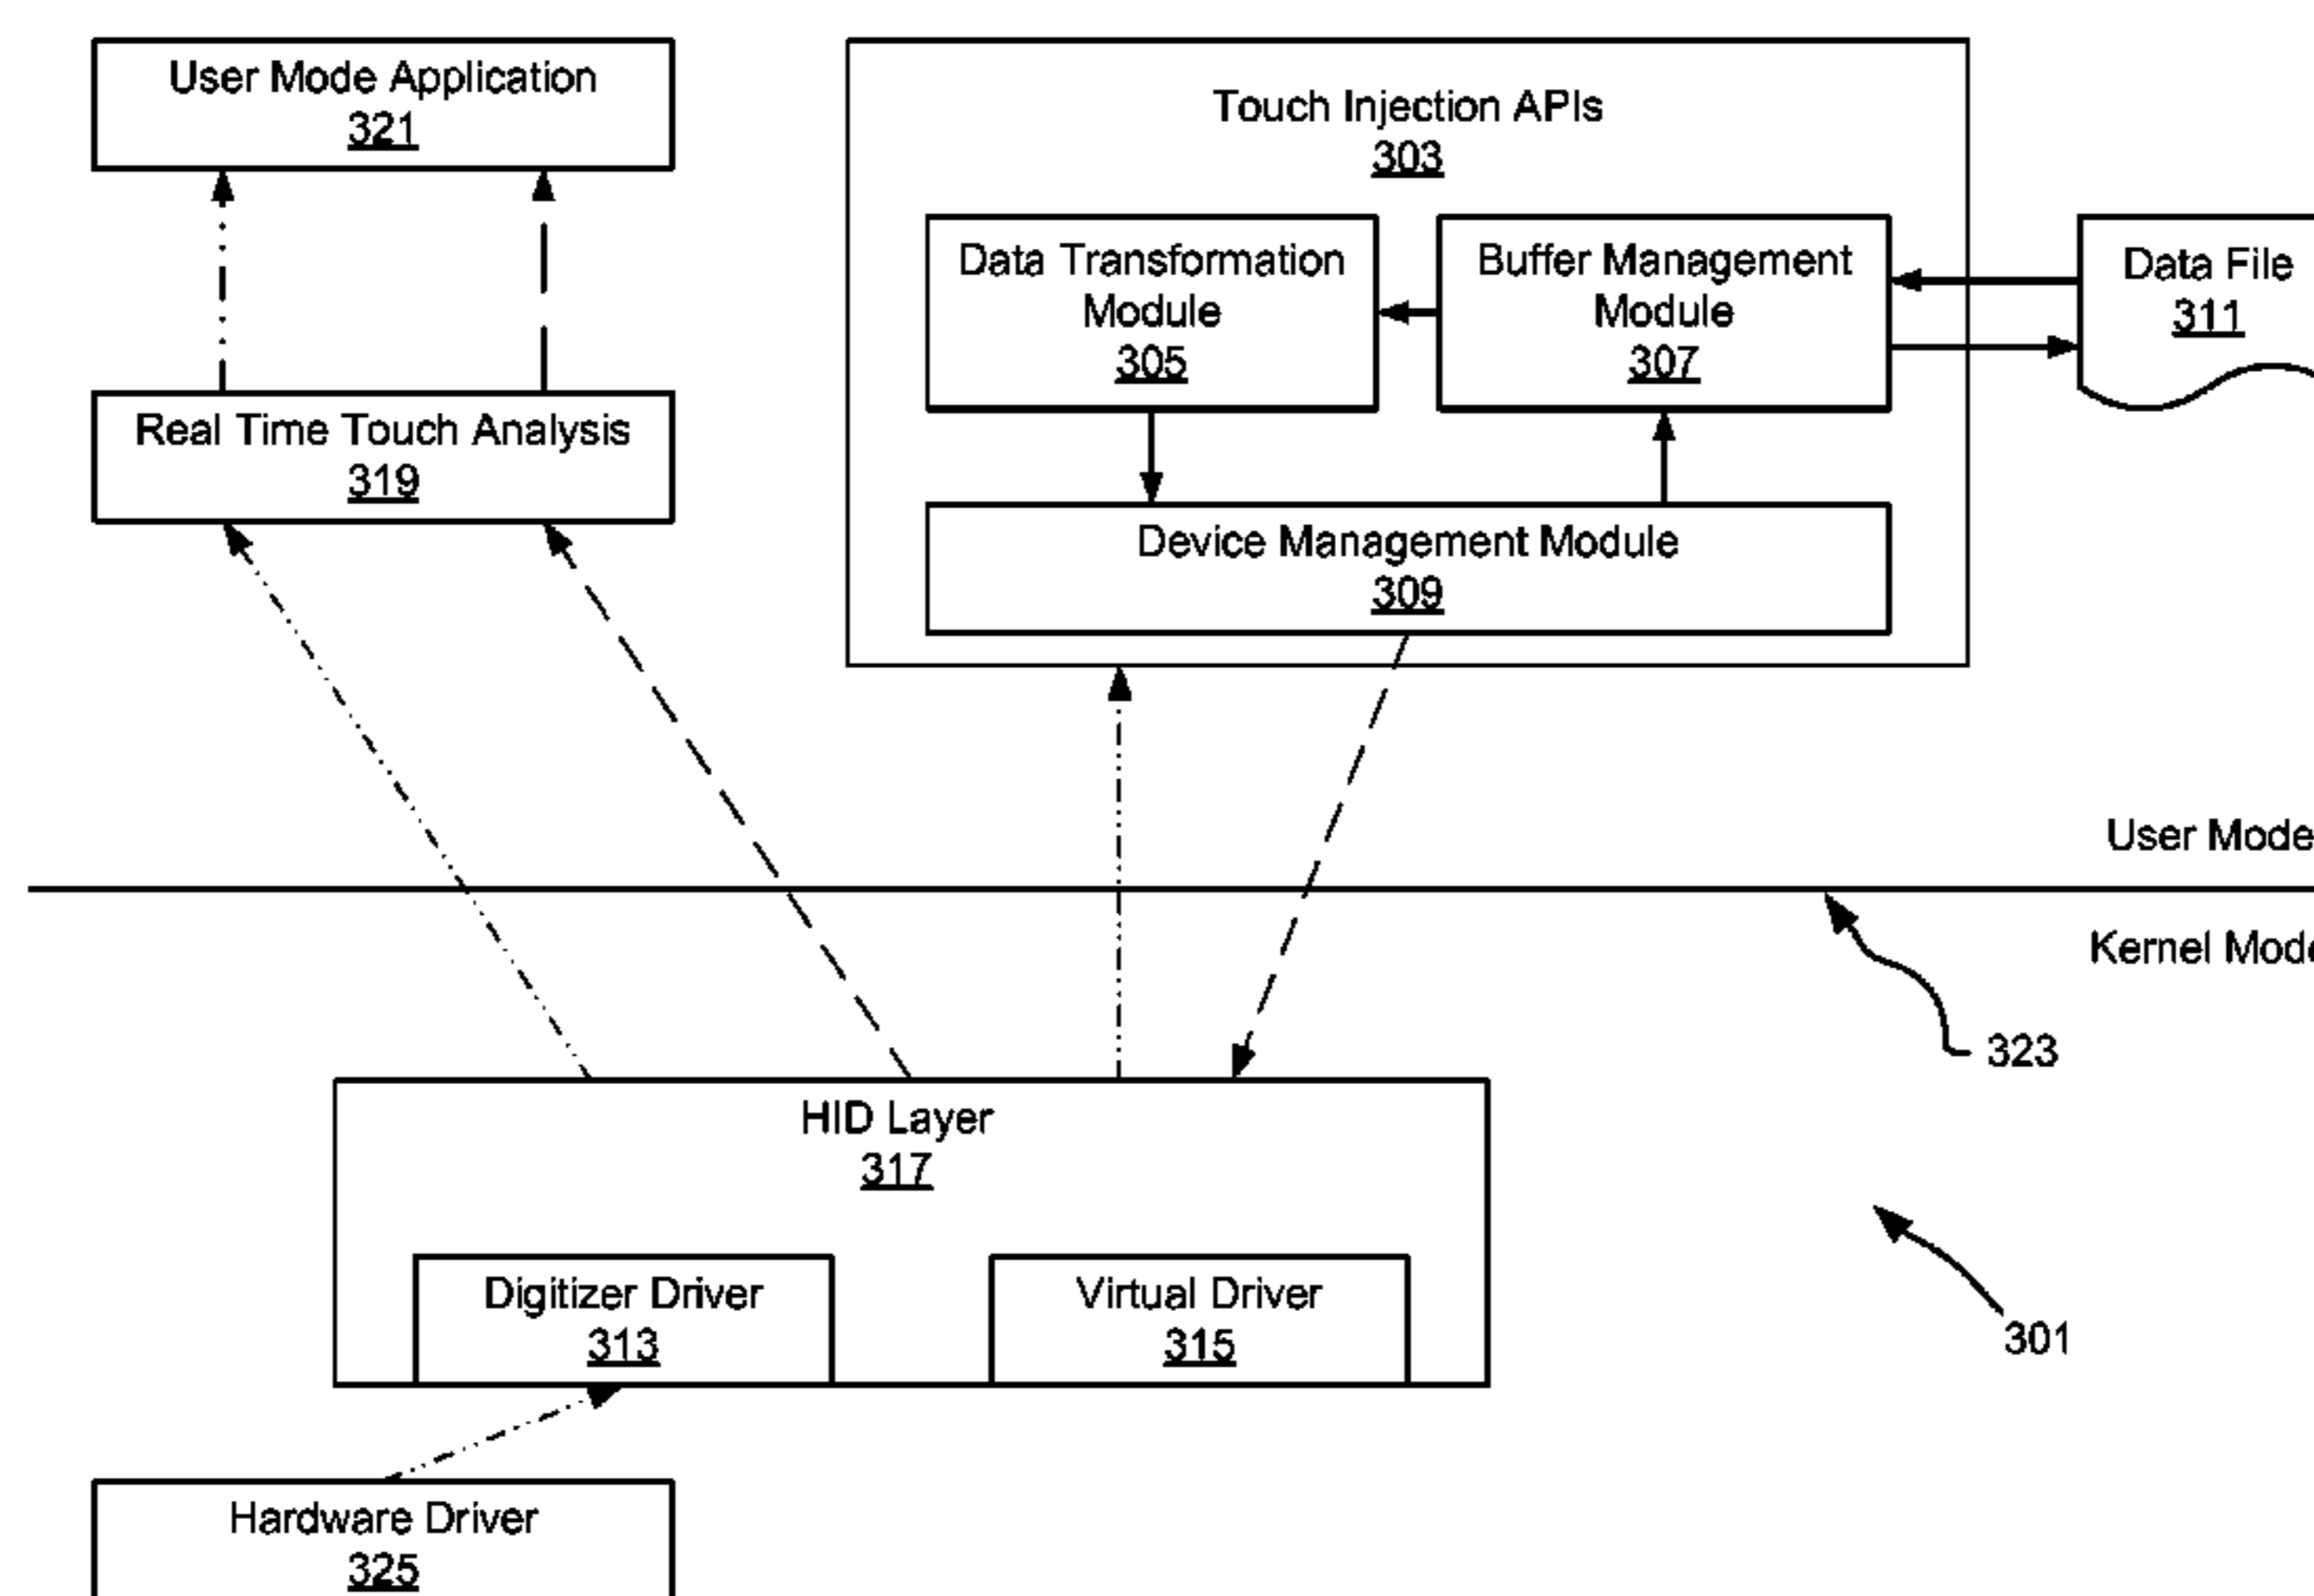 User Mode Application
321
Touch Injection APIs
303
Data Transformation
Module
305
Buffer Management
Module
307
Data File
311
Real Time Touch Analysis
319
Device Management Module
309
User Mode
Kernel Mode
323
HID Layer
317
Digitizer Driver
313
Virtual Driver
315
301
Hardware Driver
325